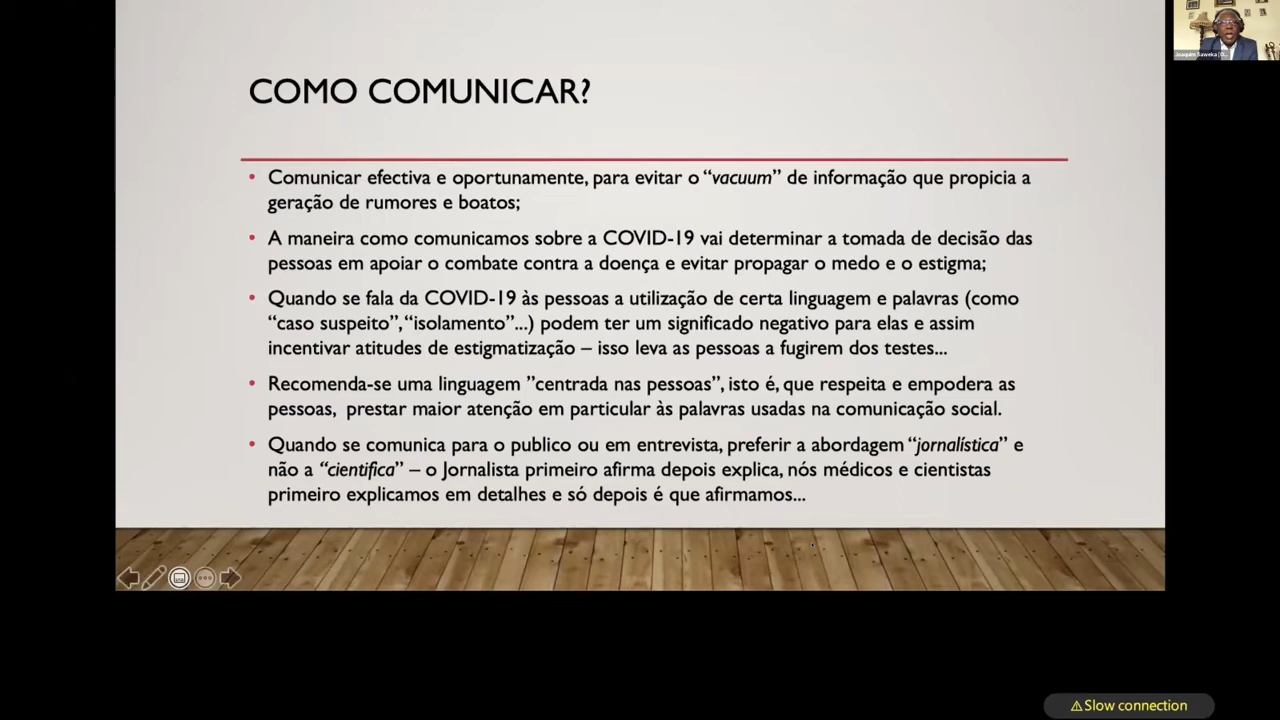 COMO COMUNICAR?
• Comunicar efectiva e oportunamente, para evitar o “vacuum” de informação que propicia a
geração de rumores e boatos;
• A maneira como comunicamos sobre a COVID-19 vai determinar a tomada de decisão das
pessoas em apoiar o combate contra a doença e evitar propagar o medo e o estigma;
• Quando se fala da COVID-19 às pessoas a utilização de certa linguagem e palavras (como
“caso suspeito”, “isolamento”...) podem ter um significado negativo para elas e assim
incentivar atitudes de estigmatização – isso leva as pessoas a fugirem dos testes...
• Recomenda-se uma linguagem ”centrada nas pessoas”, isto é, que respeita e empodera as
pessoas, prestar maior atenção em particular às palavras usadas na comunicação social.
• Quando se comunica para o publico ou em entrevista, preferir a abordagem “jornalística” e
não a “cientifica” – o Jornalista primeiro afirma depois explica, nós médicos e cientistas
primeiro explicamos em detalhes e só depois é que afirmamos...
Joaquim Saweka
⚠Slow connection